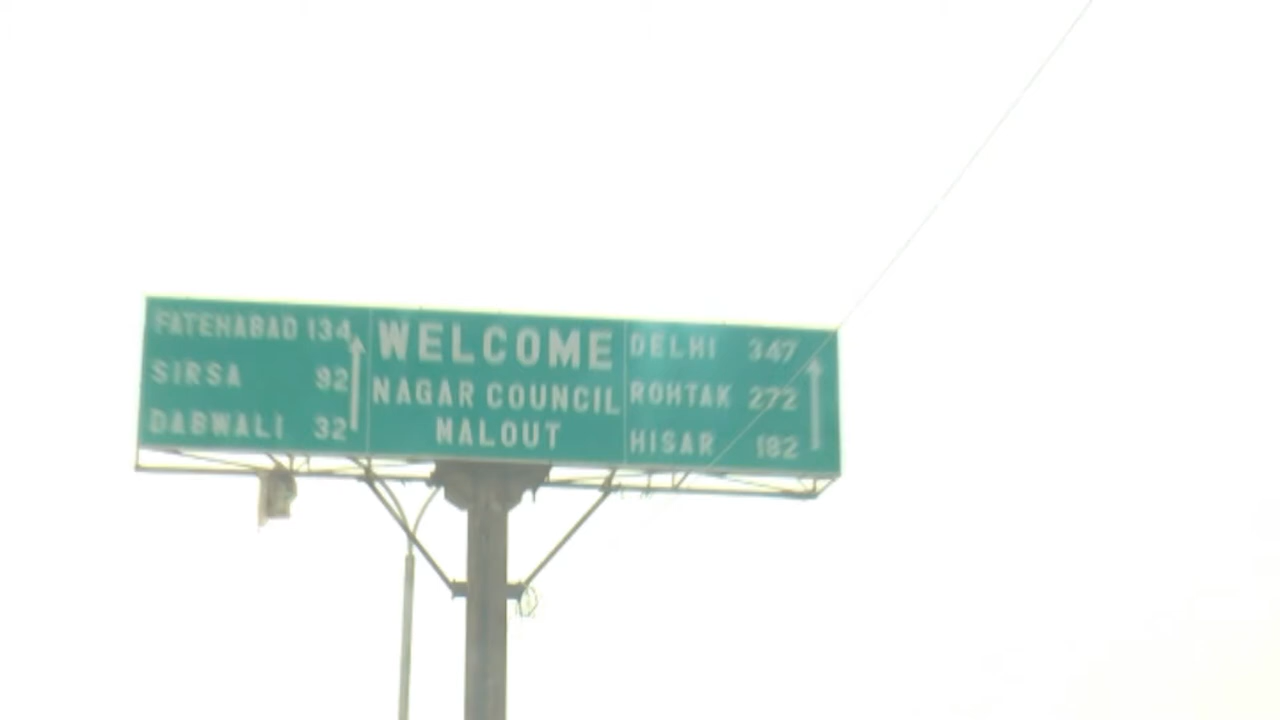 FATEHABAD 134
SIRSA 92
DABWALI 32
WELCOME
NAGAR COUNCIL
MALOUT
DELHI 347
ROHTAK 272
HISAR 182